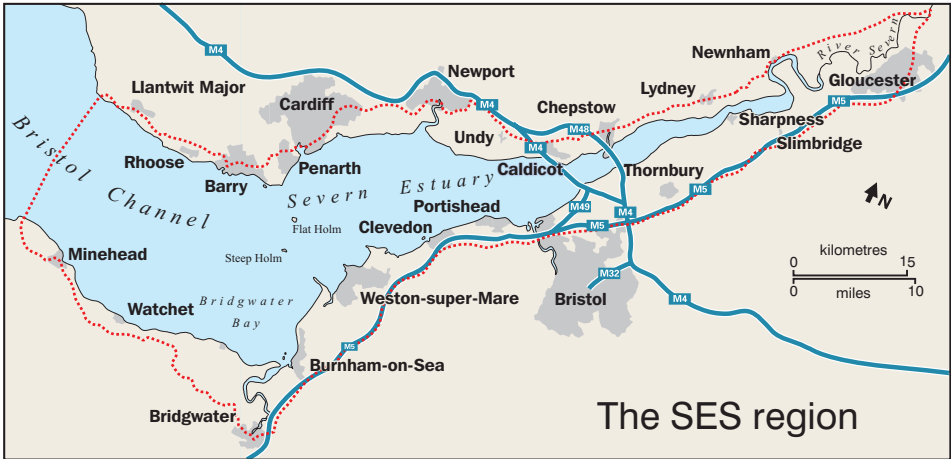 M4
Newport
Newnham
River Severn
Gloucester
Llantwit Major
Cardiff
M4
Chepstow
Lydney
M5
M48
Sharpness
Undy
M4
Slimbridge
Bristol Channel
Rhoose
Penarth
Caldicot
Thornbury
Barry
Severn Estuary
M5
Portishead
M49
M4
N
Flat Holm
Clevedon
M5
Minehead
Steep Holm
kilometres
0 15
0 10
miles
M32
Weston-super-Mare
Bristol
M4
Watchet
Bridgwater
Bay
M5
Burnham-on-Sea
Bridgwater
The SES region